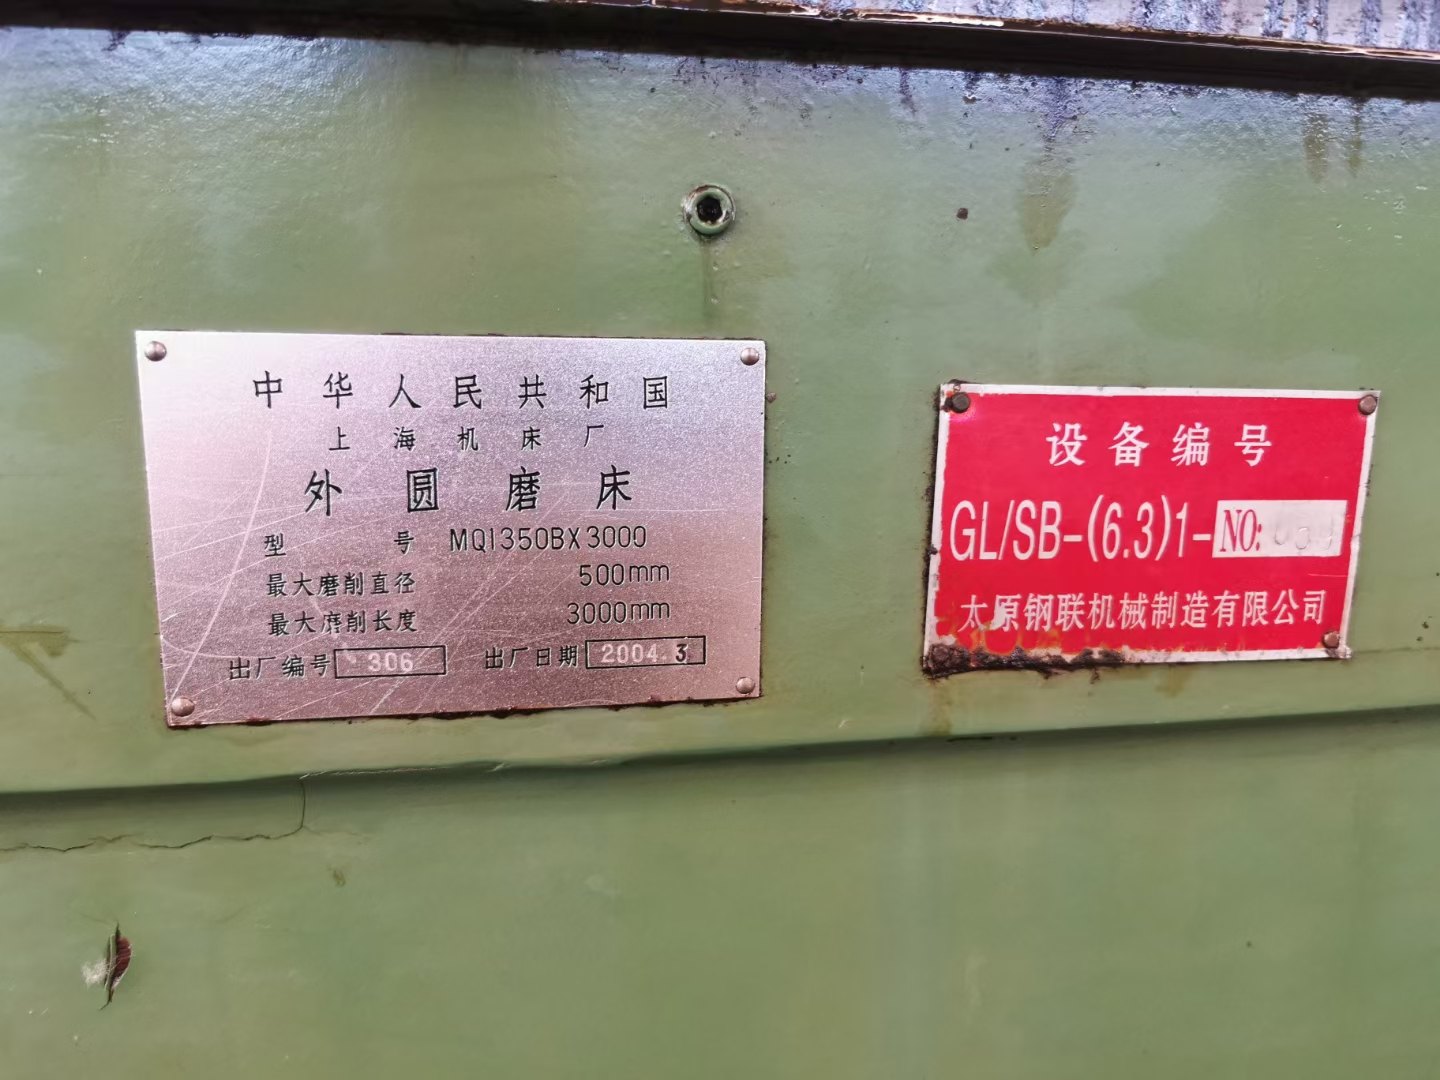 中华人民共和国
上海机床厂
外圆磨床
型号 MQ1350BX3000
最大磨削直径 500mm
最大磨削长度 3000mm
出厂编号 306 出厂日期 2004.3
设备编号
GL/SB-(6.3)1-NO:
太原钢联机械制造有限公司